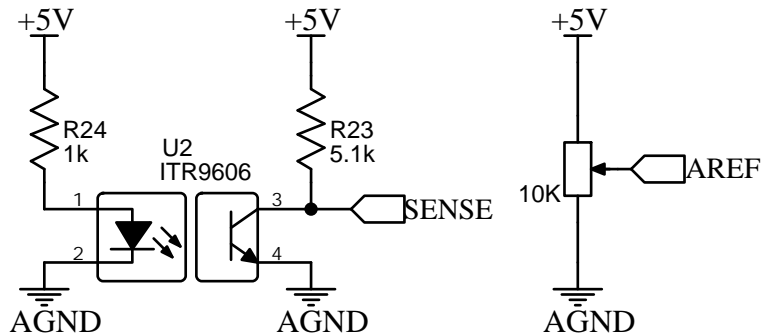 +5V
+5V
+5V
R24
1k
U2
ITR9606
R23
5.1k
1
3
SENSE
10K
AREF
2
4
AGND
AGND
AGND